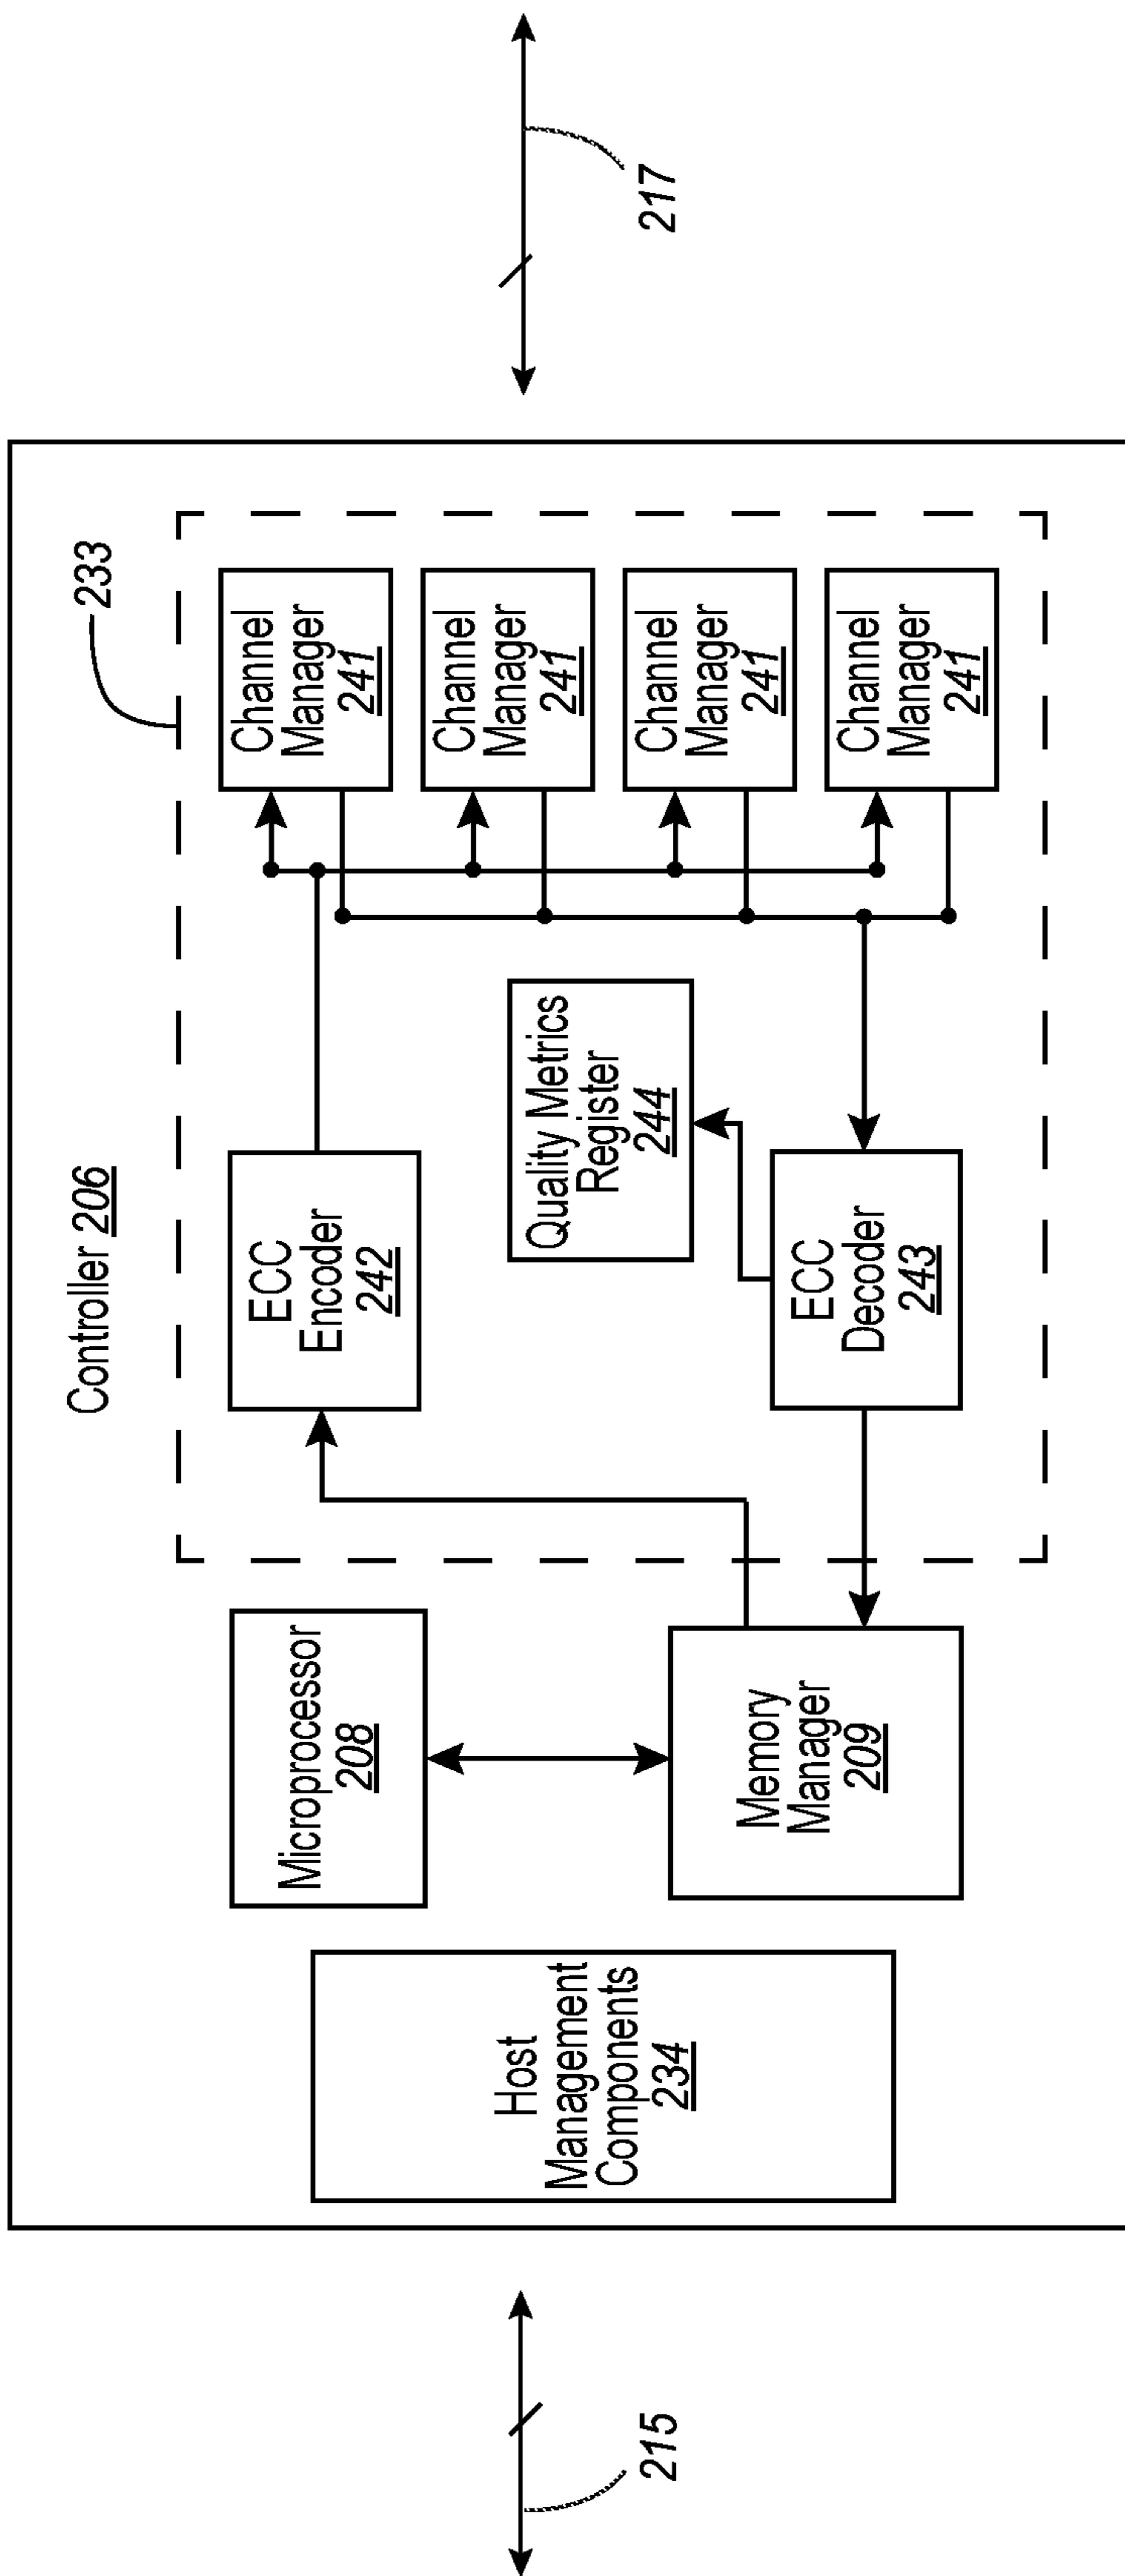 Controller 206
233
Host
Management
Components
234
Microprocessor
208
Memory
Manager
209
ECC
Encoder
242
Quality Metrics
Register
244
ECC
Decoder
243
Channel
Manager
241
Channel
Manager
241
Channel
Manager
241
Channel
Manager
241
215
217